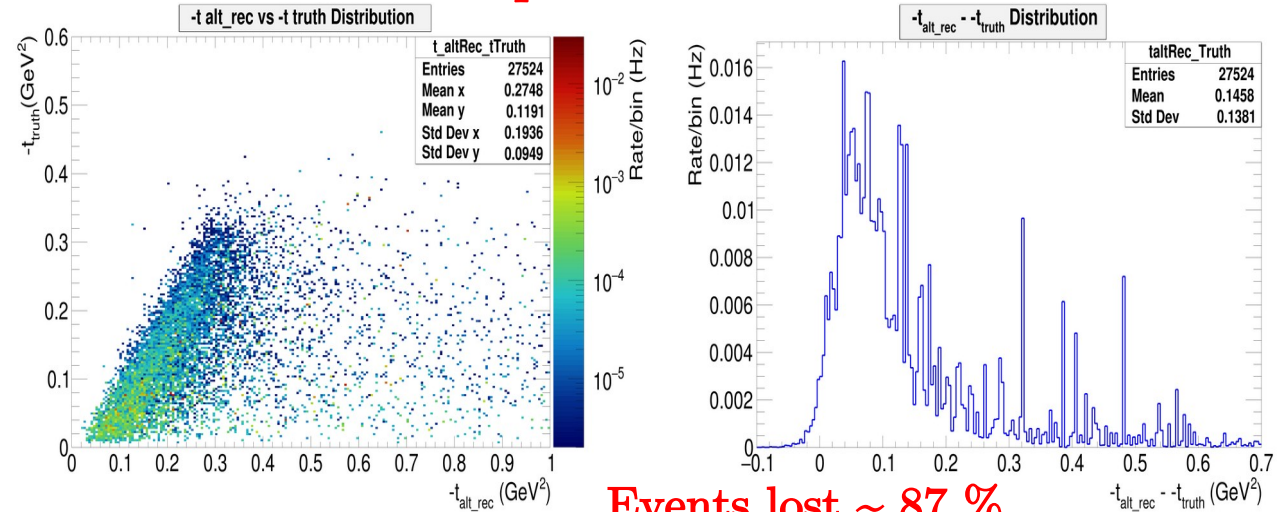 -t alt_rec vs -t truth Distribution
-t_truth(GeV²)
0.6
0.5
0.4
0.3
0.2
0.1
0
0 0.1 0.2 0.3 0.4 0.5 0.6 0.7 0.8 0.9 1
-t_alt_rec (GeV²)
t_altRec_tTruth
Entries 27524
Mean x 0.2748
Mean y 0.1191
Std Dev x 0.1936
Std Dev y 0.0949
10⁻²
10⁻³
10⁻⁴
10⁻⁵
Rate/bin (Hz)
-t_alt_rec - -t_truth Distribution
Rate/bin (Hz)
0.016
0.014
0.012
0.01
0.008
0.006
0.004
0.002
0
−0.1 0 0.1 0.2 0.3 0.4 0.5 0.6 0.7
-t_alt_rec - -t_truth (GeV²)
taltRec_Truth
Entries 27524
Mean 0.1458
Std Dev 0.1381
Events lost ~ 87 %